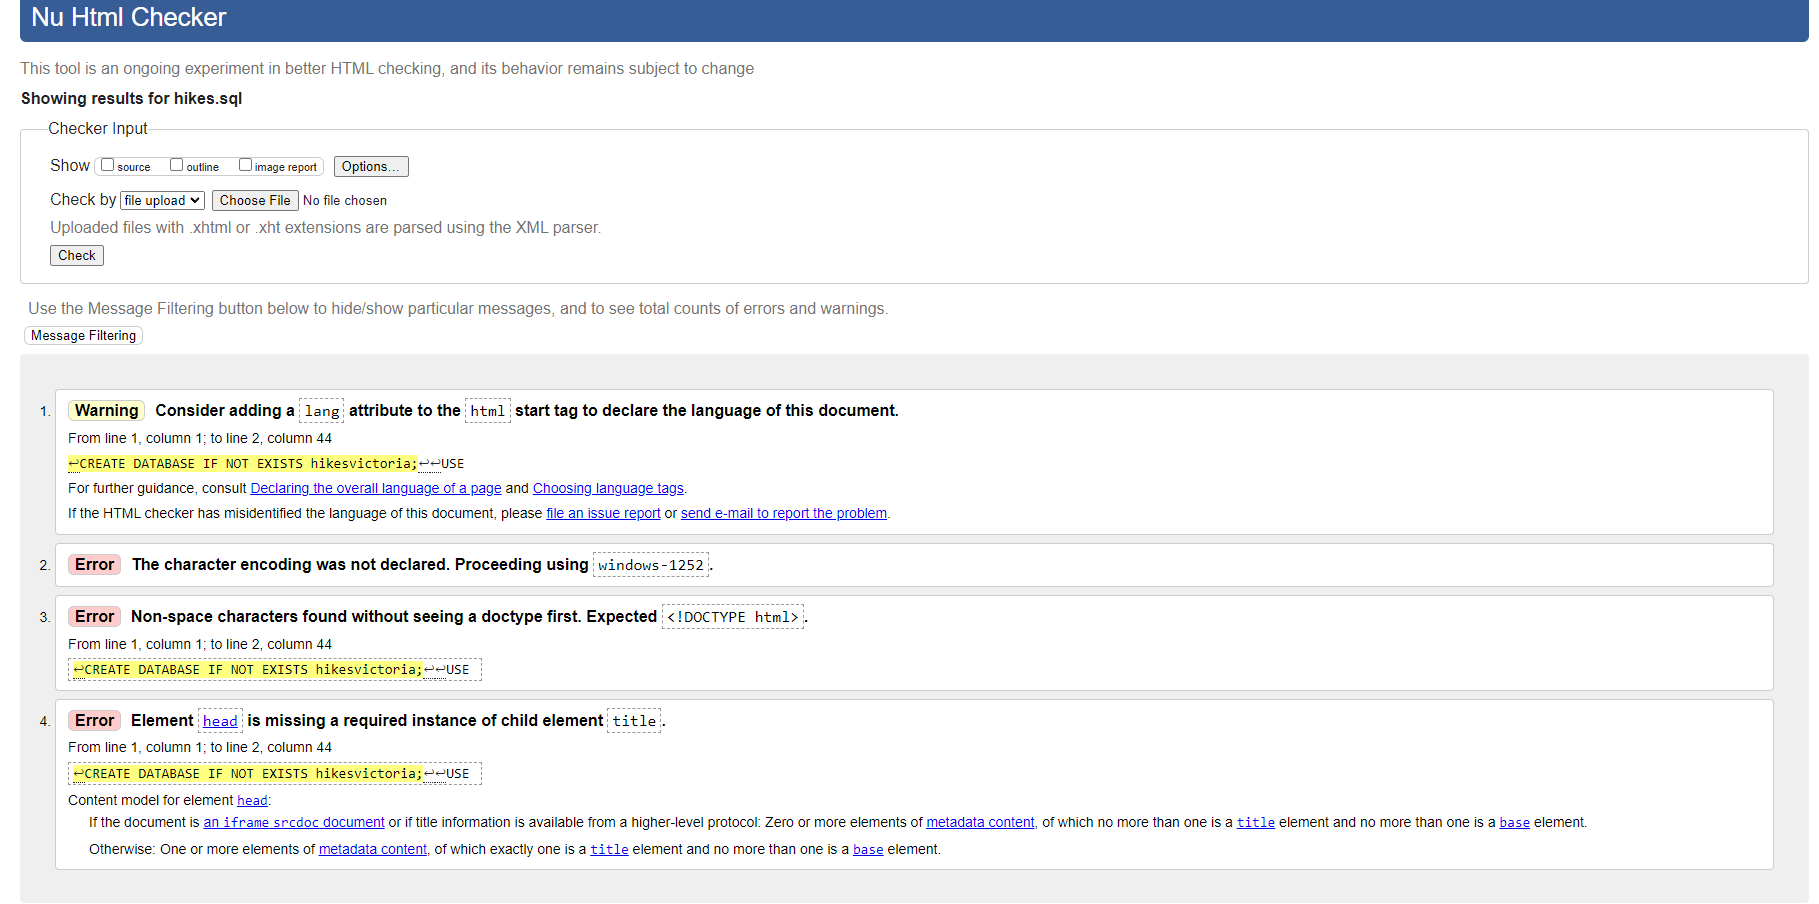 Nu Html Checker
This tool is an ongoing experiment in better HTML checking, and its behavior remains subject to change
Showing results for hikes.sql
Checker Input
Show source outline image report Options...
Check by file upload Choose File No file chosen
Uploaded files with .xhtml or .xht extensions are parsed using the XML parser.
Check
Use the Message Filtering button below to hide/show particular messages, and to see total counts of errors and warnings.
Message Filtering
1. Warning Consider adding a lang attribute to the html start tag to declare the language of this document.
From line 1, column 1; to line 2, column 44
↩CREATE DATABASE IF NOT EXISTS hikesvictoria;↩↩USE
For further guidance, consult Declaring the overall language of a page and Choosing language tags.
If the HTML checker has misidentified the language of this document, please file an issue report or send e-mail to report the problem.
2. Error The character encoding was not declared. Proceeding using windows-1252.
3. Error Non-space characters found without seeing a doctype first. Expected <!DOCTYPE html>.
From line 1, column 1; to line 2, column 44
↩CREATE DATABASE IF NOT EXISTS hikesvictoria;↩↩USE
4. Error Element head is missing a required instance of child element title.
From line 1, column 1; to line 2, column 44
↩CREATE DATABASE IF NOT EXISTS hikesvictoria;↩↩USE
Content model for element head:
If the document is an iframe srcdoc document or if title information is available from a higher-level protocol: Zero or more elements of metadata content, of which no more than one is a title element and no more than one is a base element.
Otherwise: One or more elements of metadata content, of which exactly one is a title element and no more than one is a base element.